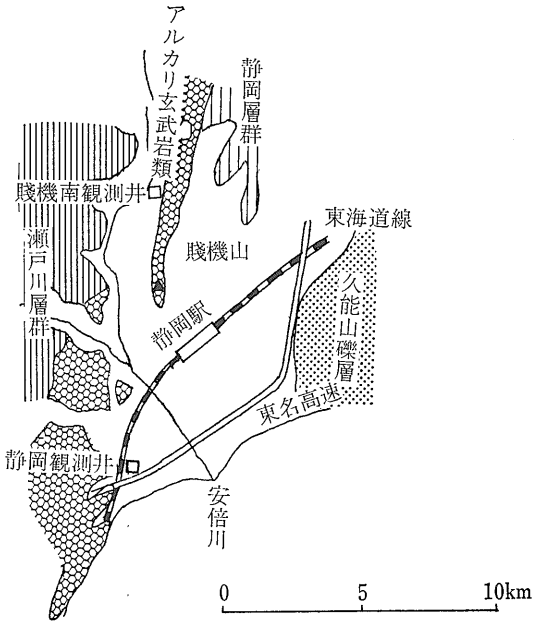 アルカリ玄武岩類
静岡層群
賤機南観測井
東海道線
瀬戸川層群
賤機山
久能山礫層
静岡駅
東名高速
静岡観測井
安倍川
0 5 10km